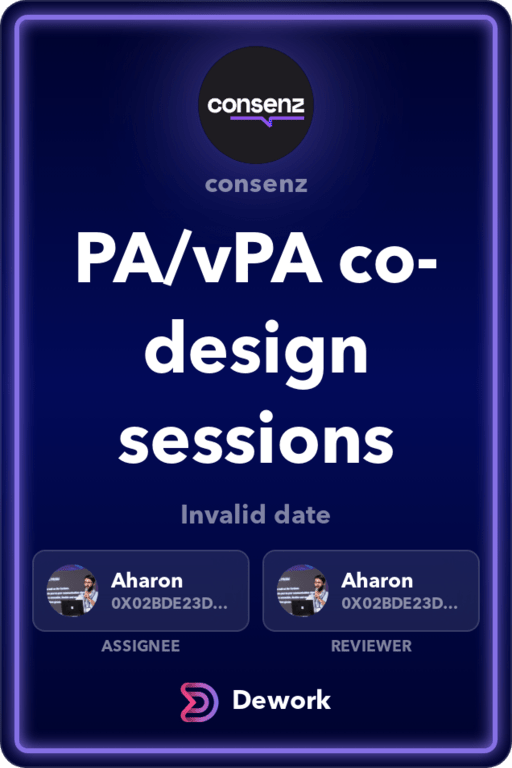 consenz
consenz
PA/vPA co-
design
sessions
Invalid date
Aharon
0X02BDE23D...
Aharon
0X02BDE23D...
ASSIGNEE
REVIEWER
Dework